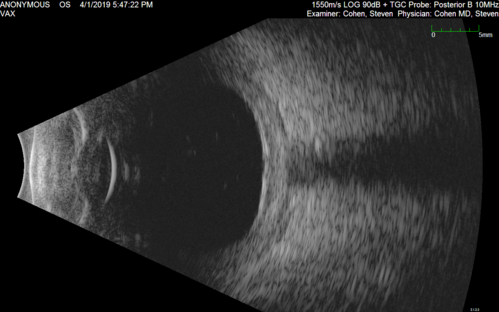 ANONYMOUS OS 4/1/2019 5:47:22 PM
VAX
1550m/s LOG 90dB + TGC Probe: Posterior B 10MHz
Examiner: Cohen, Steven Physician: Cohen MD, Steven
0 5mm